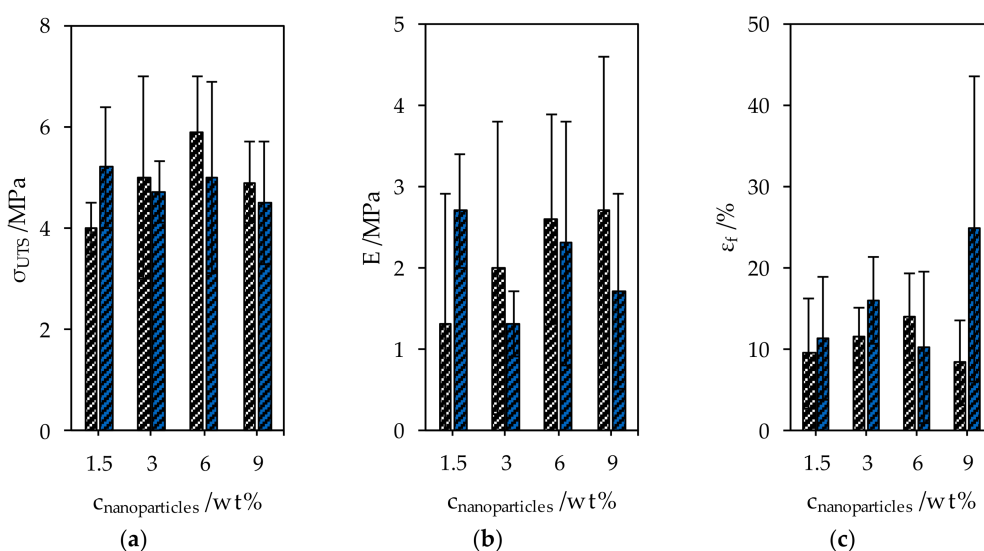 σUTS /MPa
8
6
4
2
0
1.5 3 6 9
cnanoparticles /wt%
(a)
E /MPa
5
4
3
2
1
0
1.5 3 6 9
cnanoparticles /wt%
(b)
εf /%
50
40
30
20
10
0
1.5 3 6 9
cnanoparticles /wt%
(c)